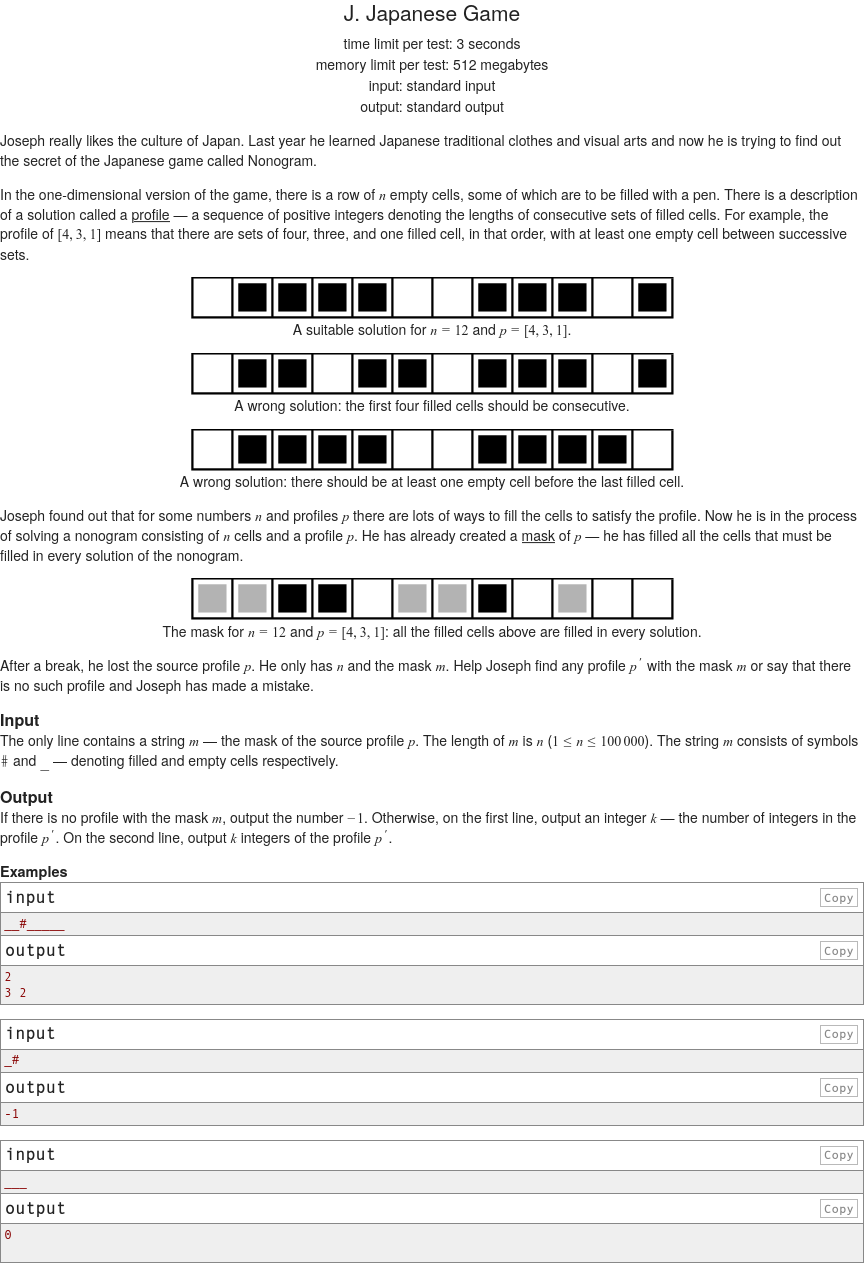 J. Japanese Game
time limit per test: 3 seconds
memory limit per test: 512 megabytes
input: standard input
output: standard output
Joseph really likes the culture of Japan. Last year he learned Japanese traditional clothes and visual arts and now he is trying to find out
the secret of the Japanese game called Nonogram.
In the one-dimensional version of the game, there is a row of n empty cells, some of which are to be filled with a pen. There is a description
of a solution called a profile — a sequence of positive integers denoting the lengths of consecutive sets of filled cells. For example, the
profile of [4, 3, 1] means that there are sets of four, three, and one filled cell, in that order, with at least one empty cell between successive
sets.
A suitable solution for n = 12 and p = [4, 3, 1].
A wrong solution: the first four filled cells should be consecutive.
A wrong solution: there should be at least one empty cell before the last filled cell.
Joseph found out that for some numbers n and profiles p there are lots of ways to fill the cells to satisfy the profile. Now he is in the process
of solving a nonogram consisting of n cells and a profile p. He has already created a mask of p — he has filled all the cells that must be
filled in every solution of the nonogram.
The mask for n = 12 and p = [4, 3, 1]: all the filled cells above are filled in every solution.
After a break, he lost the source profile p. He only has n and the mask m. Help Joseph find any profile p′ with the mask m or say that there
is no such profile and Joseph has made a mistake.
Input
The only line contains a string m — the mask of the source profile p. The length of m is n (1 ≤ n ≤ 100 000). The string m consists of symbols
# and _ — denoting filled and empty cells respectively.
Output
If there is no profile with the mask m, output the number −1. Otherwise, on the first line, output an integer k — the number of integers in the
profile p′. On the second line, output k integers of the profile p′.
Examples
input
Copy
__#_____
output
Copy
2
3 2
input
Copy
_#
output
Copy
-1
input
Copy
___
output
Copy
0